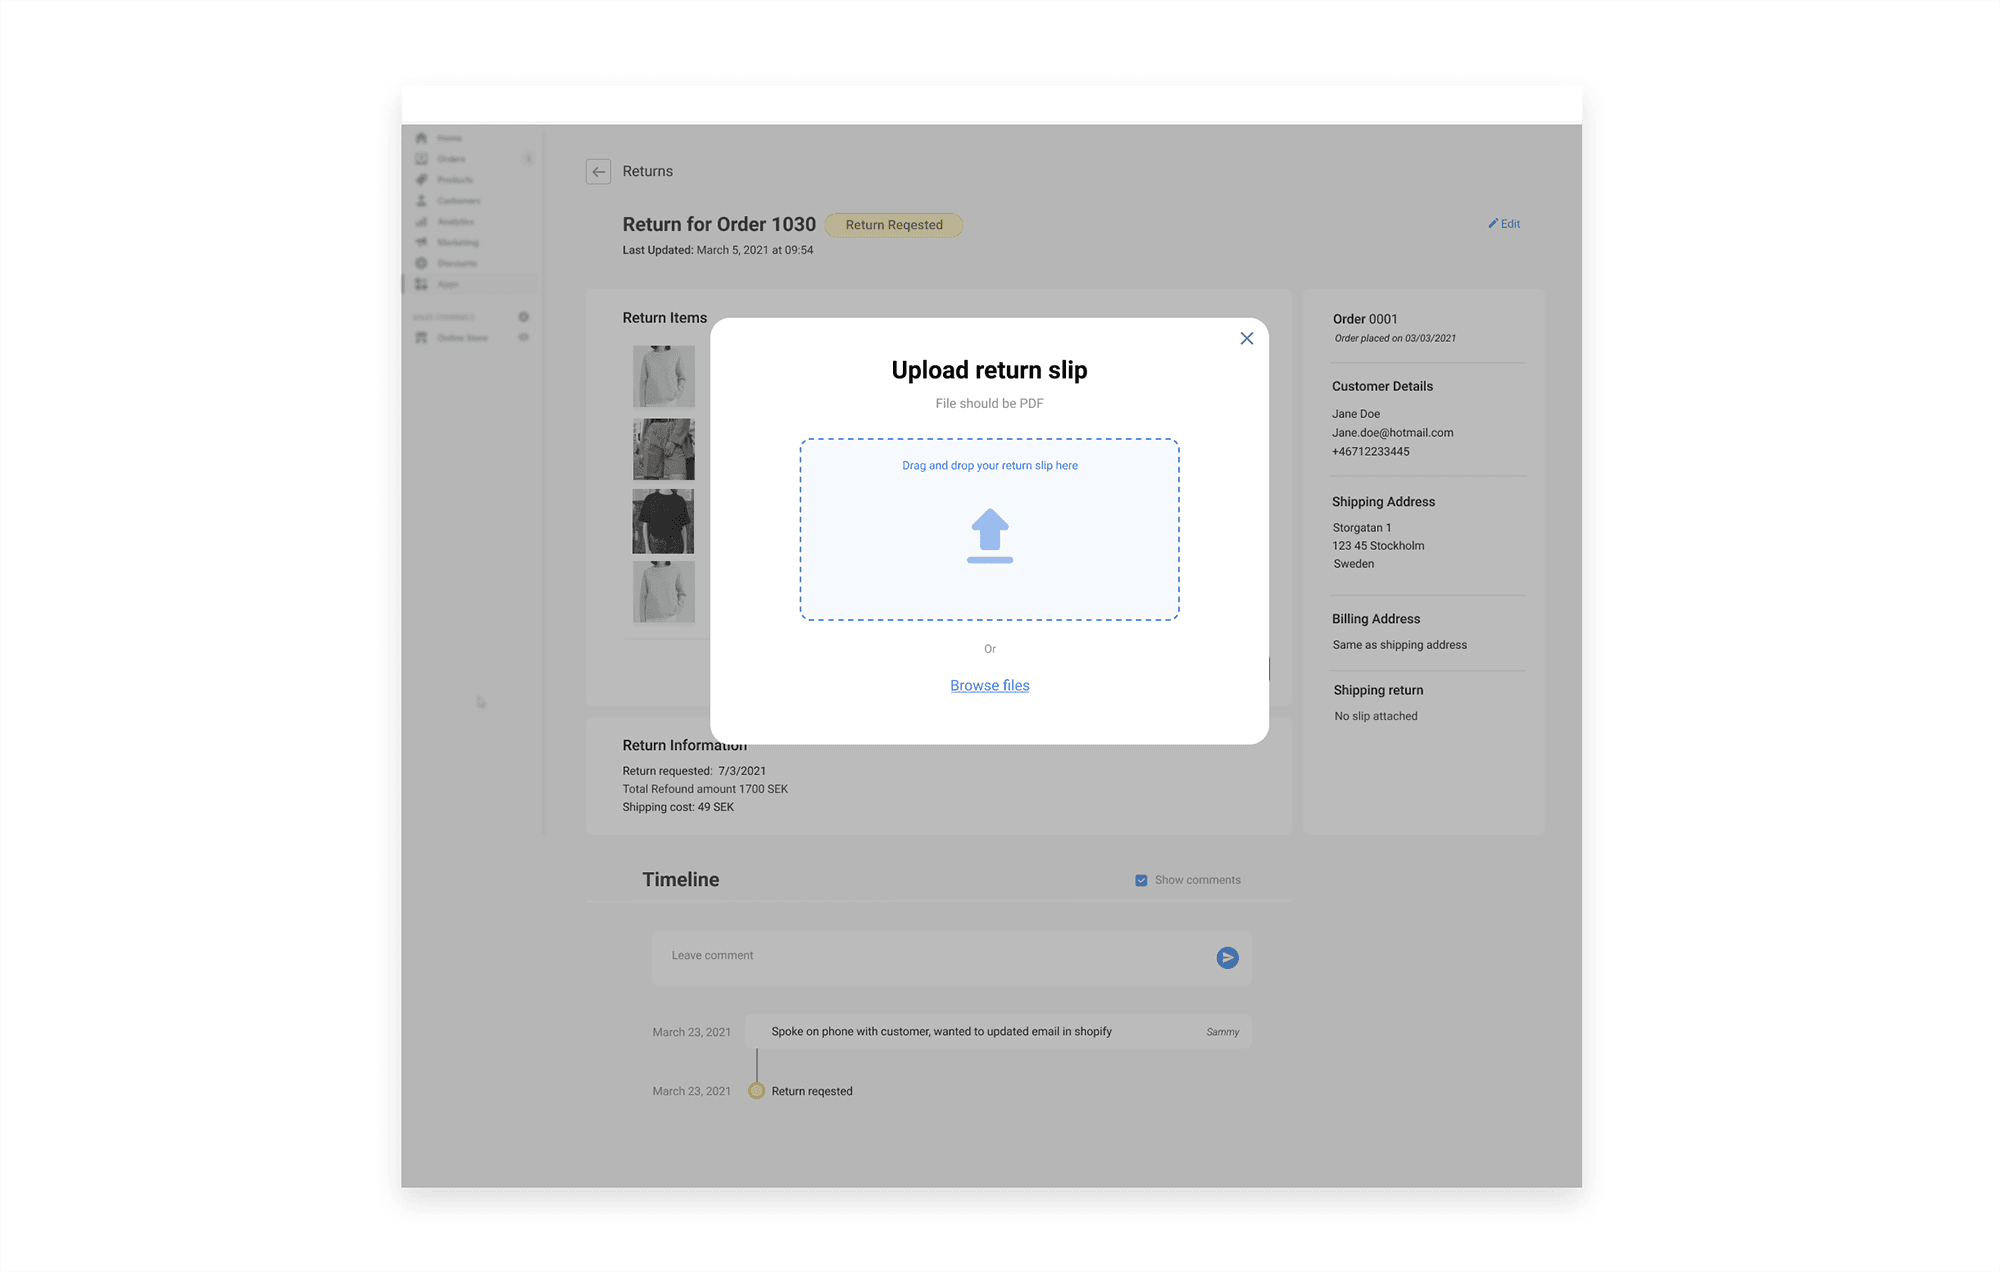 Home
Orders
Products
Customers
Analytics
Marketing
Discounts
Apps
SALES CHANNELS
Online Store
Returns
Return for Order 1030
Return Reqested
Last Updated: March 5, 2021 at 09:54
Edit
Return Items
Upload return slip
File should be PDF
Drag and drop your return slip here
Or
Browse files
Order 0001
Order placed on 03/03/2021
Customer Details
Jane Doe
Jane.doe@hotmail.com
+46712233445
Shipping Address
Storgatan 1
123 45 Stockholm
Sweden
Billing Address
Same as shipping address
Shipping return
No slip attached
Return Information
Return requested: 7/3/2021
Total Refound amount 1700 SEK
Shipping cost: 49 SEK
Timeline
Show comments
Leave comment
March 23, 2021
Spoke on phone with customer, wanted to updated email in shopify
Sammy
March 23, 2021
Return reqested